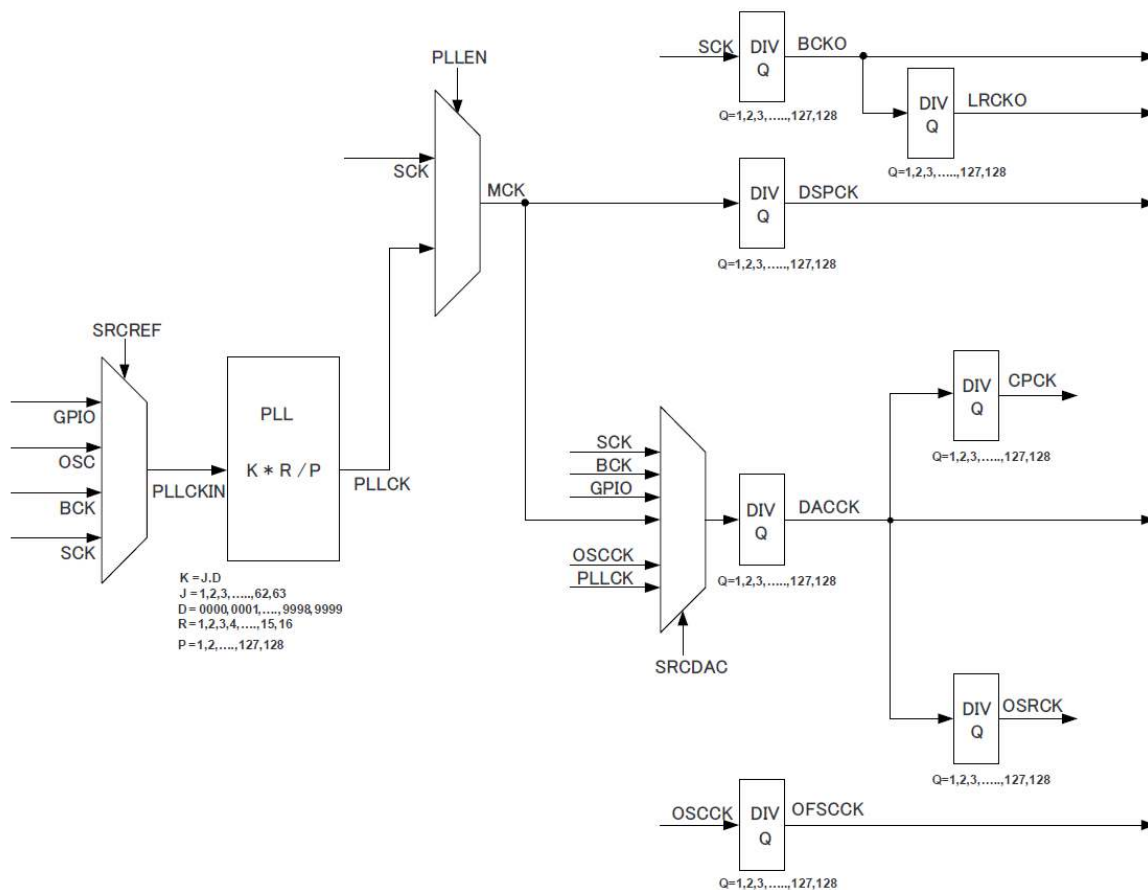 SCK
DIV
Q
BCKO
Q=1,2,3,.....,127,128
DIV
Q
LRCKO
Q=1,2,3,.....,127,128
PLLEN
SCK
MCK
DIV
Q
DSPCK
Q=1,2,3,.....,127,128
SRCREF
GPIO
OSC
BCK
SCK
PLLCKIN
PLL
K * R / P
PLLCK
K = J.D
J = 1,2,3,.....,62,63
D = 0000,0001,....,9998,9999
R = 1,2,3,4,....,15,16
P = 1,2,....,127,128
SCK
BCK
GPIO
OSCCK
PLLCK
SRCDAC
DIV
Q
DACCK
Q=1,2,3,.....,127,128
DIV
Q
CPCK
Q=1,2,3,.....,127,128
DIV
Q
OSRCK
Q=1,2,3,.....,127,128
OSCCK
DIV
Q
OFSCCK
Q=1,2,3,.....,127,128